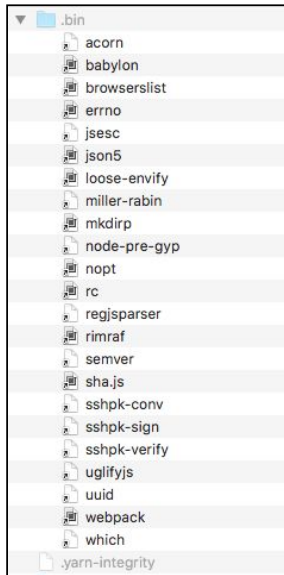 .bin
acorn
babylon
browserslist
errno
jsesc
json5
loose-envify
miller-rabin
mkdirp
node-pre-gyp
nopt
rc
regjsparser
rimraf
semver
sha.js
sshpk-conv
sshpk-sign
sshpk-verify
uglifyjs
uuid
webpack
which
.yarn-integrity